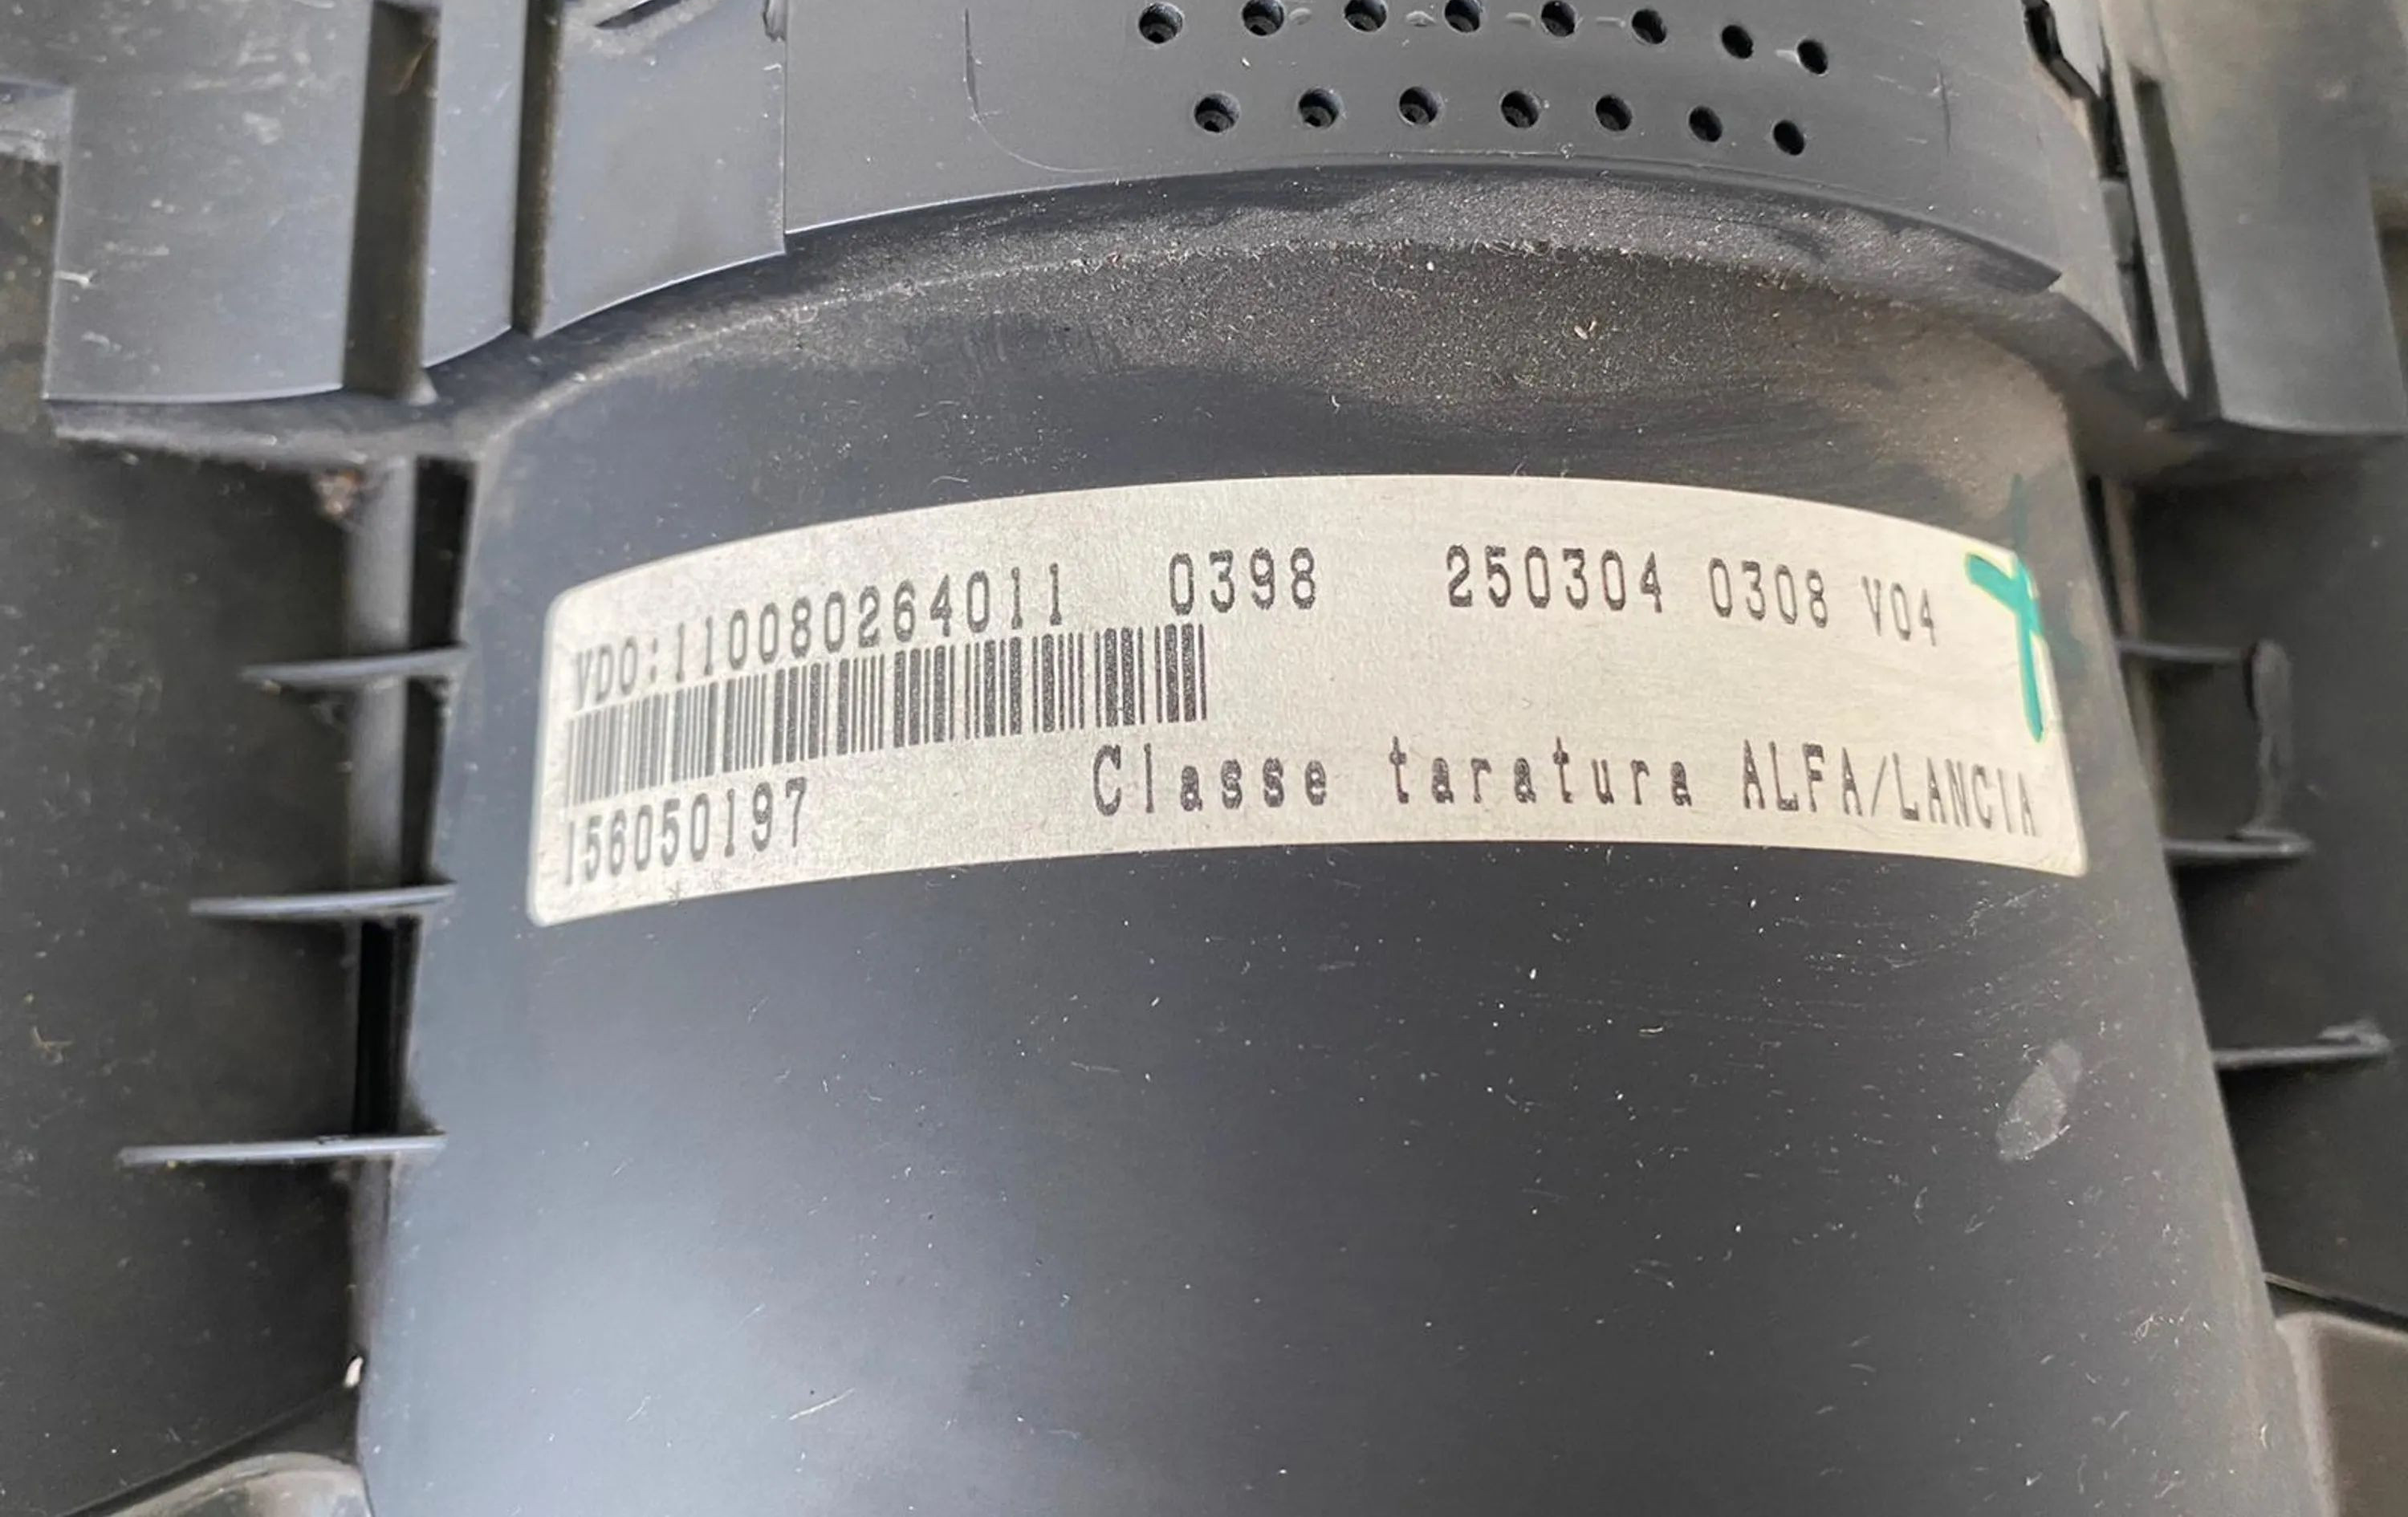 VDO:110080264011 0398 250304 0308 V04
156050197 Classe taratura ALFA/LANCIA